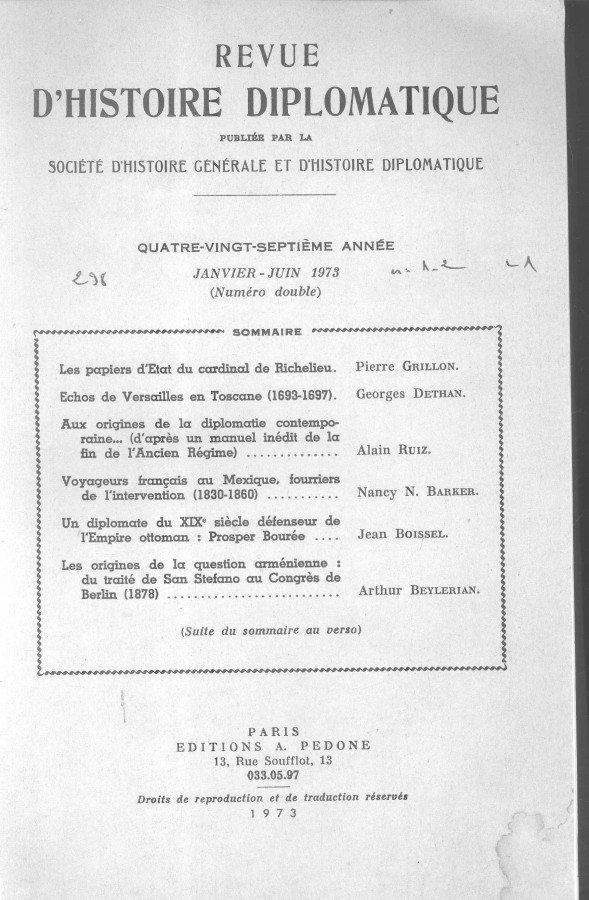 REVUE
D'HISTOIRE DIPLOMATIQUE
PUBLIÉE PAR LA
SOCIÉTÉ D'HISTOIRE GÉNÉRALE ET D'HISTOIRE DIPLOMATIQUE
QUATRE-VINGT-SEPTIÈME ANNÉE
298 JANVIER - JUIN 1973 n. 1-2
(Numéro double)
SOMMAIRE
Les papiers d'Etat du cardinal de Richelieu. Pierre GRILLON.
Echos de Versailles en Toscane (1693-1697). Georges DETHAN.
Aux origines de la diplomatie contempo-
raine... (d'après un manuel inédit de la
fin de l'Ancien Régime) .............. Alain RUIZ.
Voyageurs français au Mexique, fourriers
de l'intervention (1830-1860) ........... Nancy N. BARKER.
Un diplomate du XIXe siècle défenseur de
l'Empire ottoman : Prosper Bourée .... Jean BOISSEL.
Les origines de la question arménienne :
du traité de San Stefano au Congrès de
Berlin (1878) .......................... Arthur BEYLERIAN.
(Suite du sommaire au verso)
PARIS
EDITIONS A. PEDONE
13, Rue Soufflot, 13
033.05.97
Droits de reproduction et de traduction réservés
1973